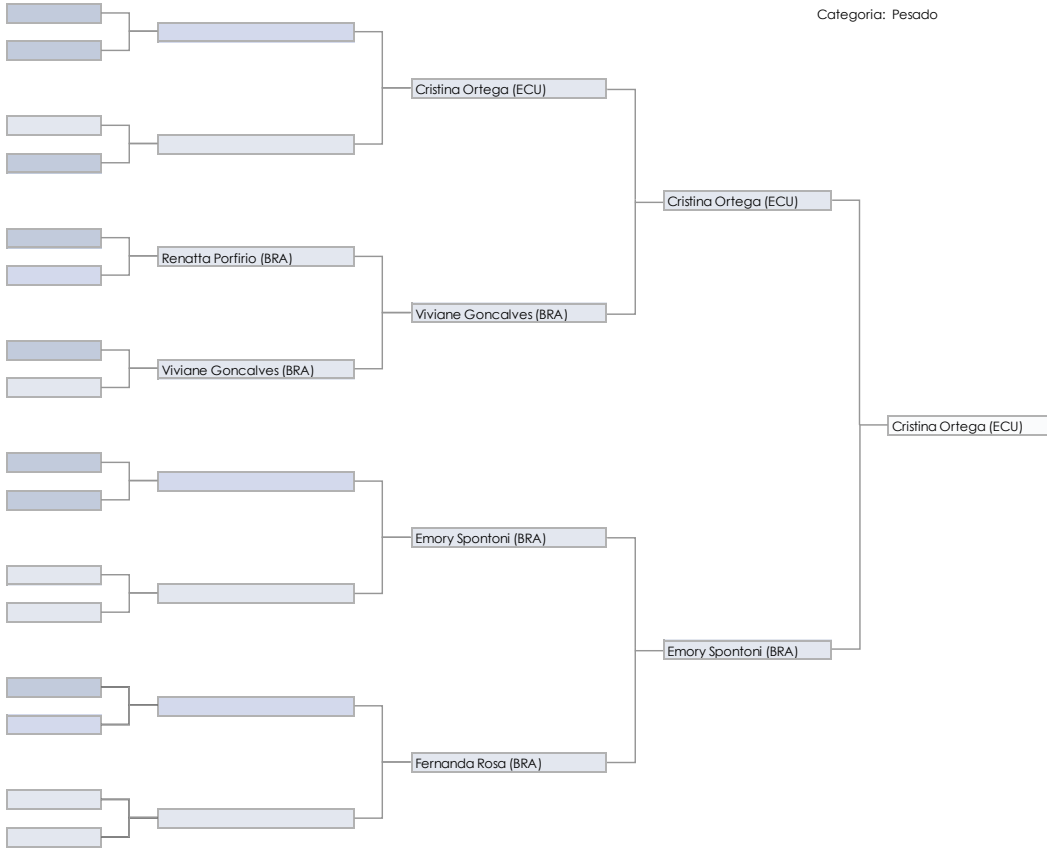 Categoria: Pesado
Cristina Ortega (ECU)
Cristina Ortega (ECU)
Renatta Porfirio (BRA)
Viviane Goncalves (BRA)
Viviane Goncalves (BRA)
Cristina Ortega (ECU)
Emory Spontoni (BRA)
Emory Spontoni (BRA)
Fernanda Rosa (BRA)